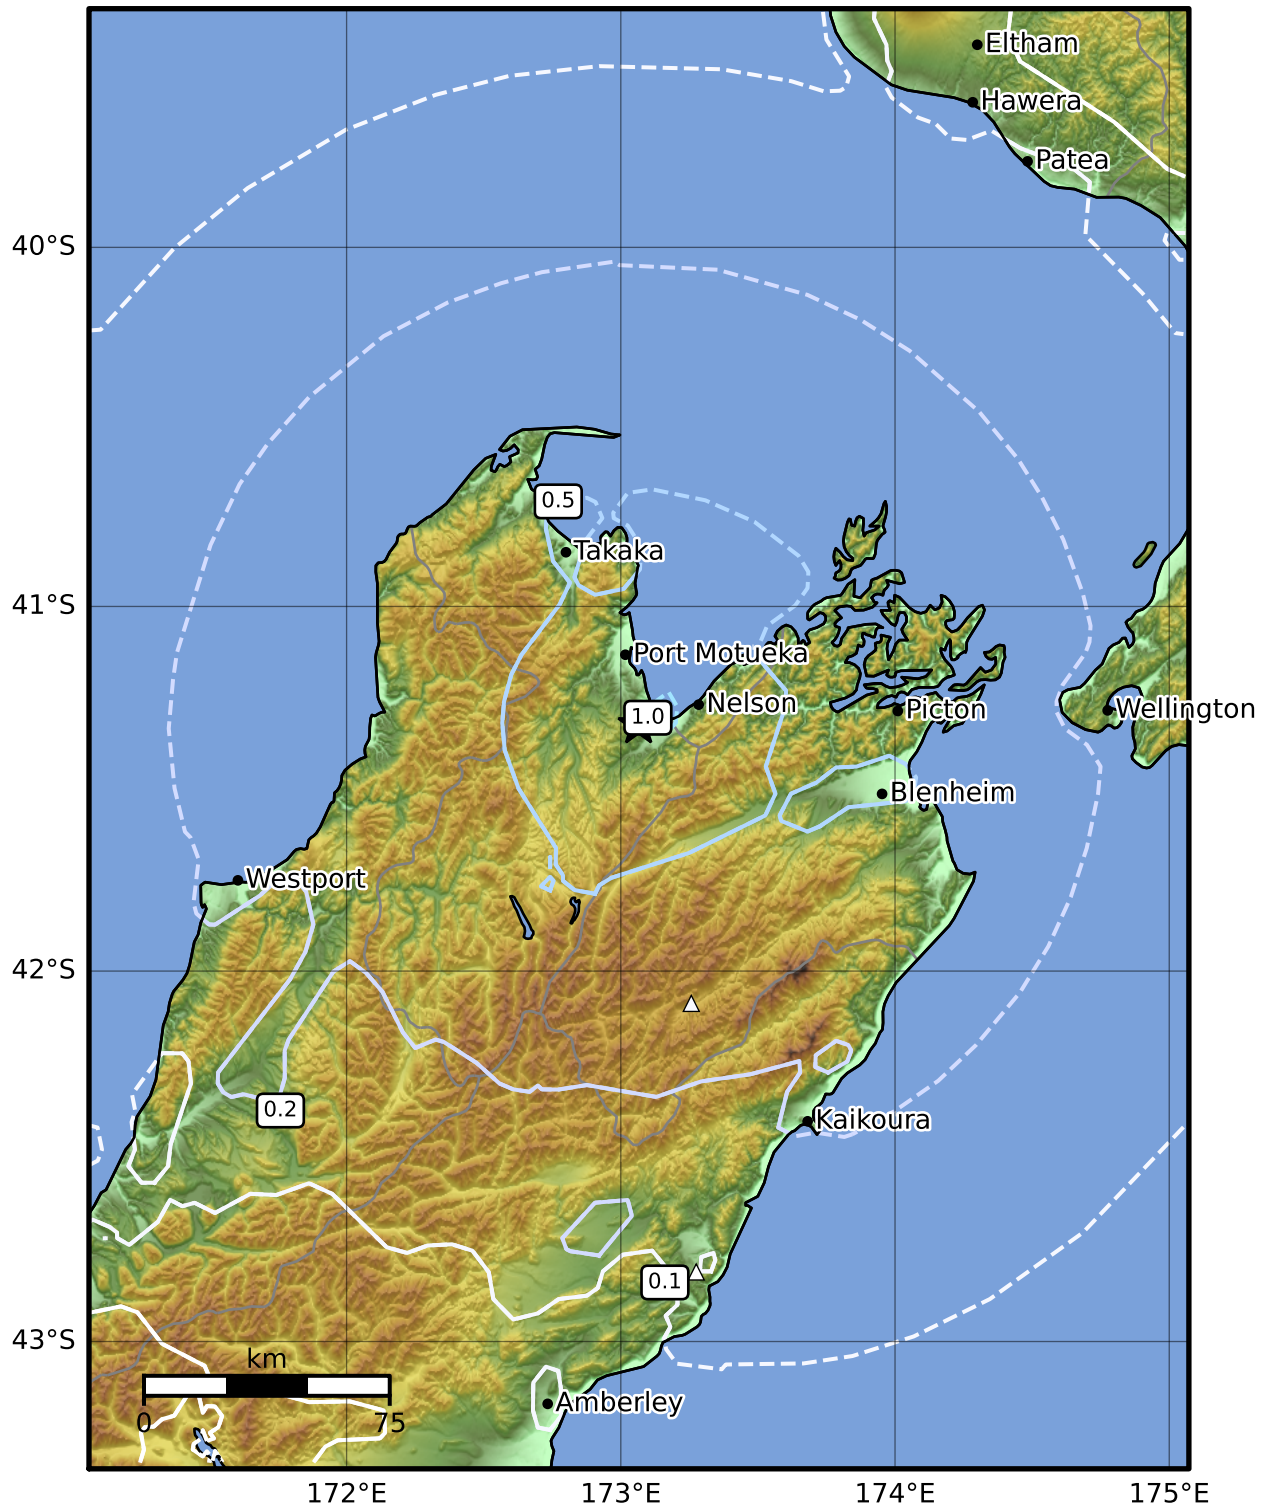 Eltham
Hawera
Patea
40°S
0.5
Takaka
41°S
Port Motueka
Nelson
1.0
Picton
Wellington
Blenheim
Westport
42°S
0.2
Kaikoura
0.1
43°S
km
0 75
Amberley
172°E 173°E 174°E 175°E